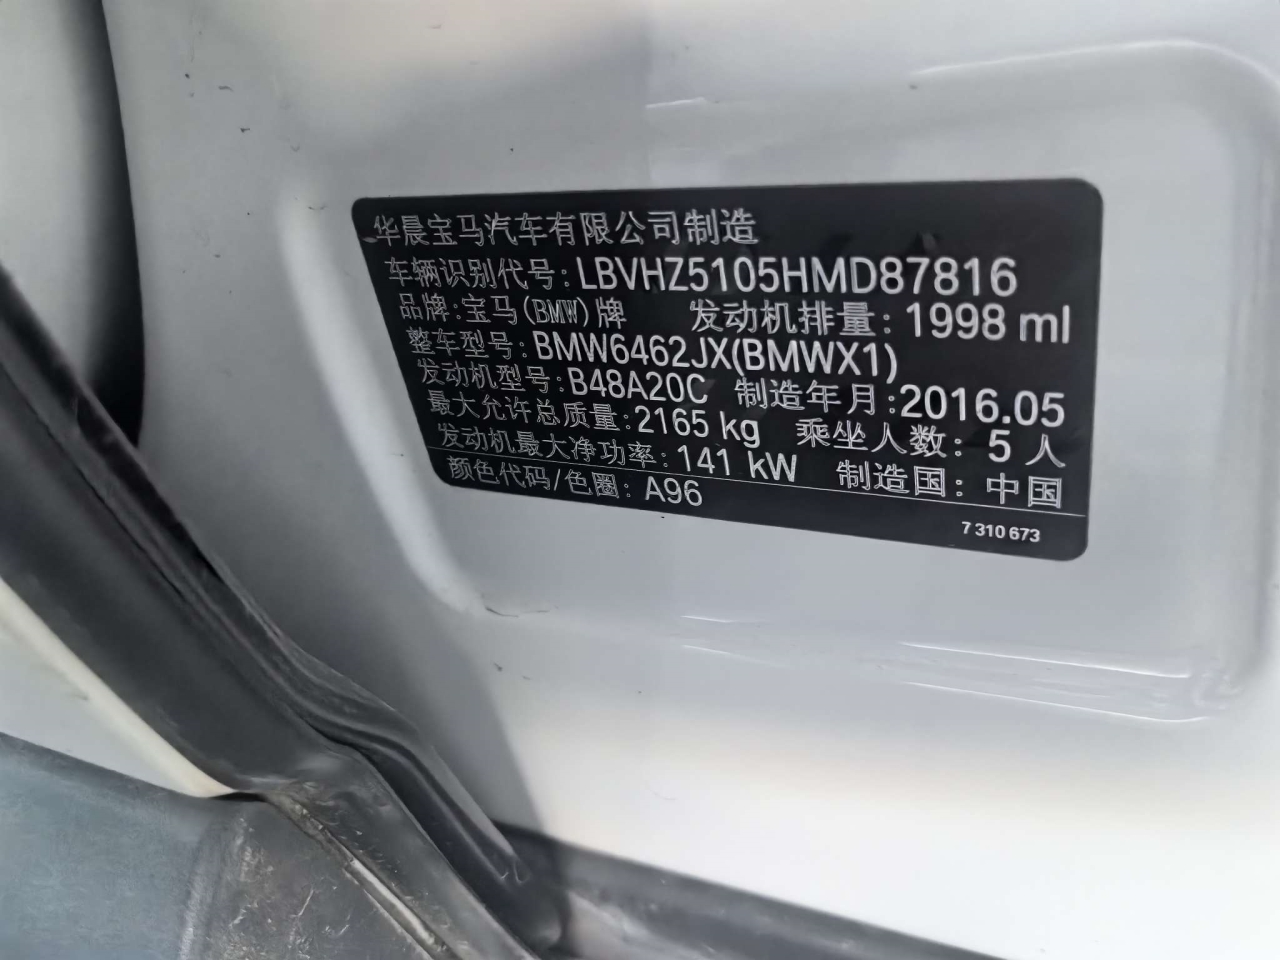 华晨宝马汽车有限公司制造
车辆识别代号: LBVHZ5105HMD87816
品牌: 宝马(BMW)牌 发动机排量: 1998 ml
整车型号: BMW6462JX(BMWX1)
发动机型号: B48A20C 制造年月: 2016.05
最大允许总质量: 2165 kg 乘坐人数: 5 人
发动机最大净功率: 141 kW 制造国: 中国
颜色代码/色圈: A96
7 310 673